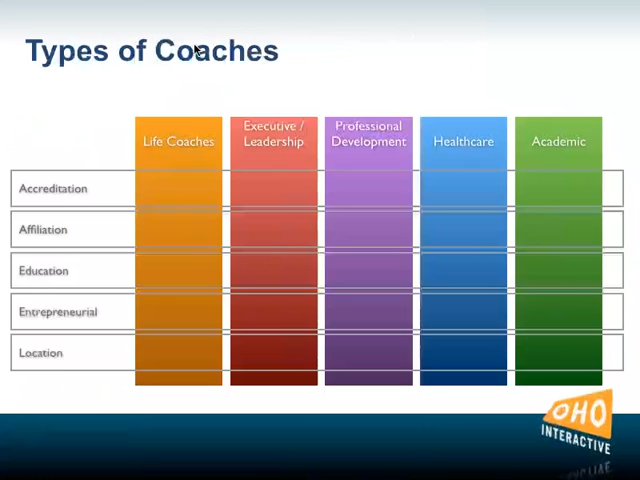 Types of Coaches
Life Coaches
Executive /
Leadership
Professional
Development
Healthcare
Academic
Accreditation
Affiliation
Education
Entrepreneurial
Location
OHO
INTERACTIVE